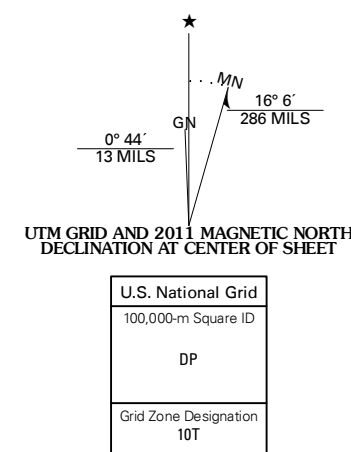 ★
MN
GN
16° 6´
286 MILS
0° 44´
13 MILS
UTM GRID AND 2011 MAGNETIC NORTH
DECLINATION AT CENTER OF SHEET
U.S. National Grid
100,000-m Square ID
DP
Grid Zone Designation
10T